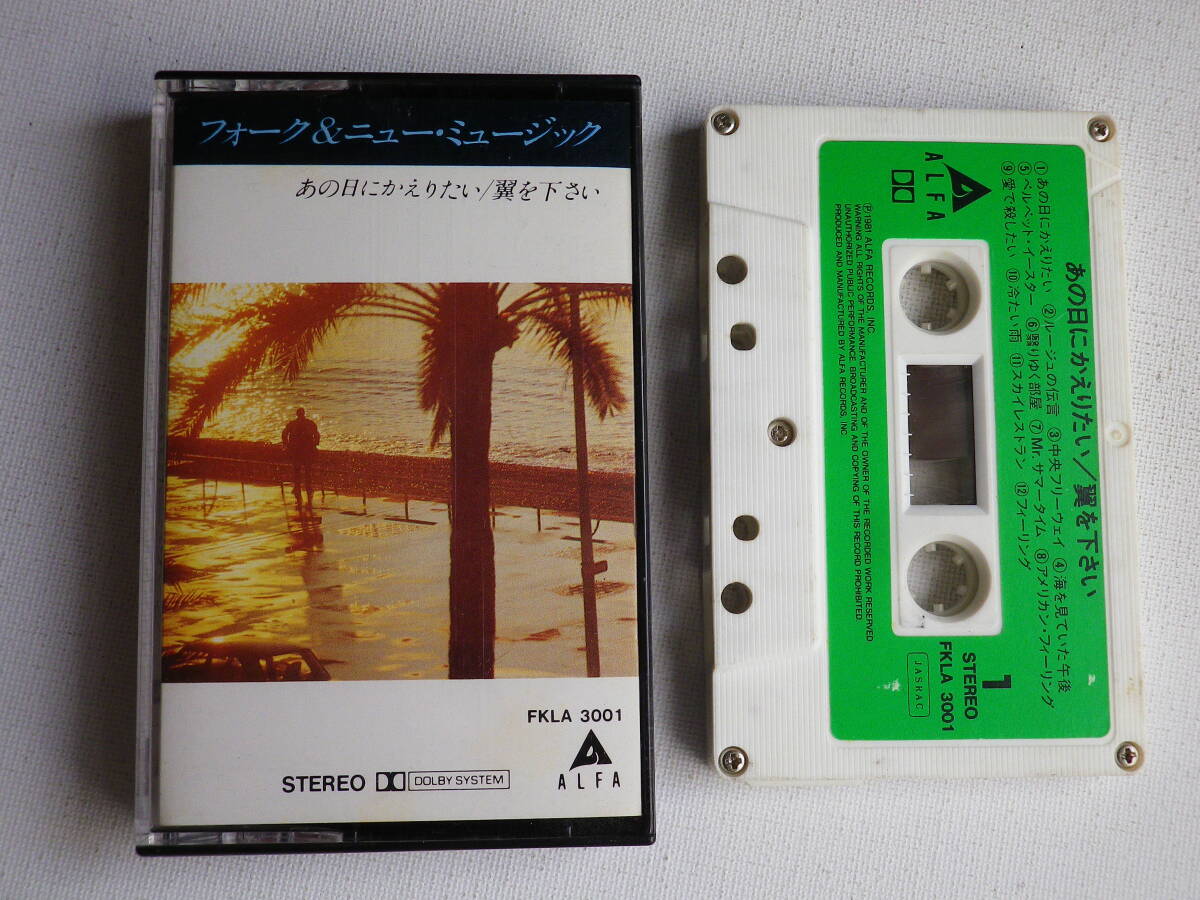 フォーク&ニュー・ミュージック
あの日にかえりたい/翼を下さい
FKLA 3001
ALFA
STEREO DOLBY SYSTEM
あの日にかえりたい/翼を下さい
①あの日にかえりたい ②ルージュの伝言 ③中央フリーウェイ ④海を見ていた午後
⑤ベルベット・イースター ⑥翳りゆく部屋 ⑦Mr. サマータイム ⑧アメリカン・フィーリング
⑨愛で殺したい ⑩冷たい雨 ⑪スカイレストラン ⑫フィーリング
ALFA
STEREO
1
FKLA 3001
JASRAC
Ⓟ1981 ALFA RECORDS, INC.
WARNING ALL RIGHTS OF THE MANUFACTURER AND OF THE OWNER OF THE RECORDED WORK RESERVED
UNAUTHORIZED PUBLIC PERFORMANCE BROADCASTING AND COPYING OF THIS RECORD PROHIBITED.
PRODUCED AND MANUFACTURED BY ALFA RECORDS, INC